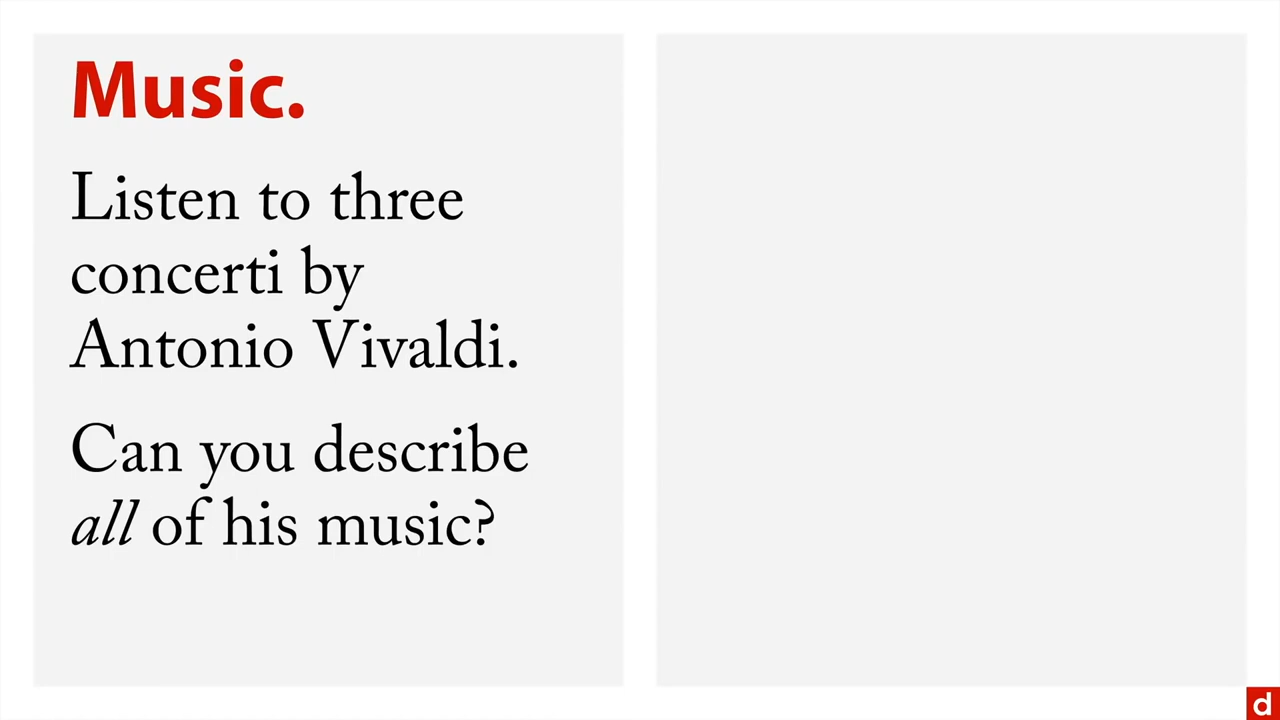 Music.
Listen to three
concerti by
Antonio Vivaldi.
Can you describe
all of his music?
d